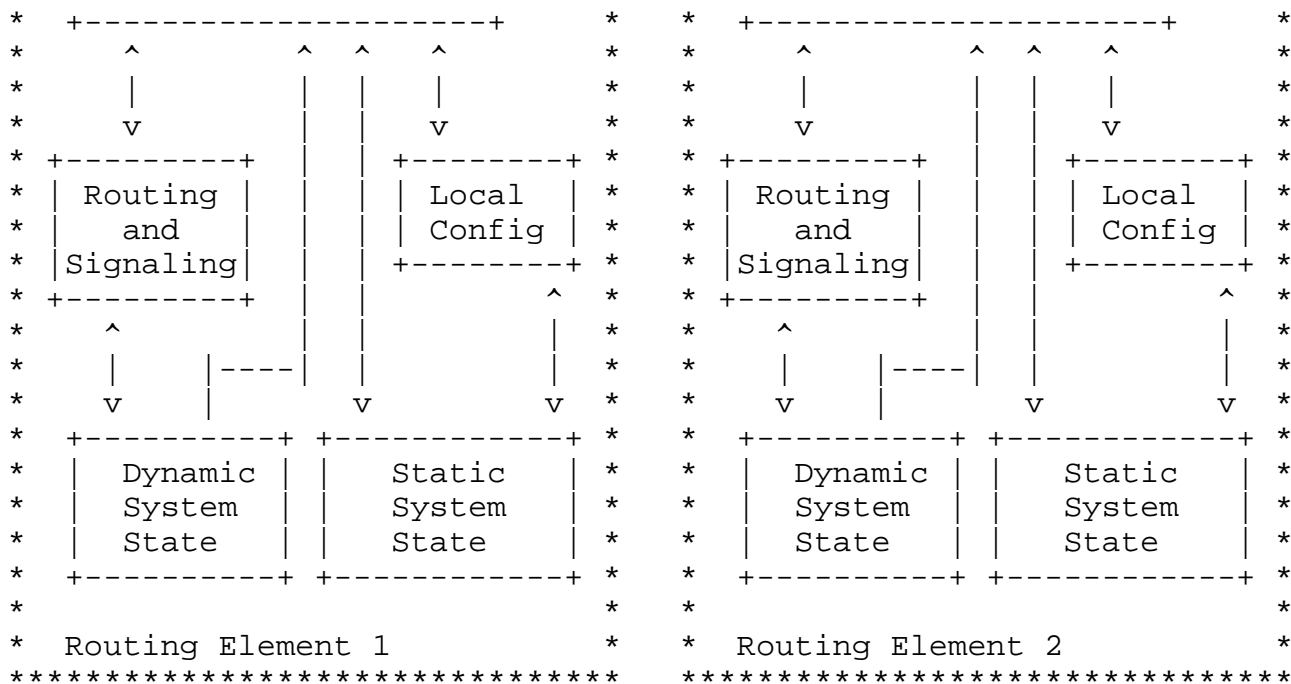 Routing Local Routing Local
and Config and Config
Signaling Signaling
Dynamic Static Dynamic Static
System System System System
State State State State
Routing Element 1 Routing Element 2